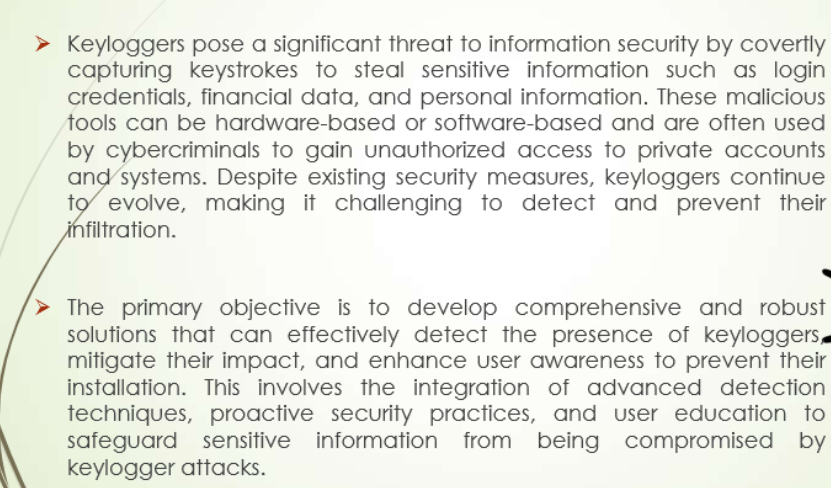 Keyloggers pose a significant threat to information security by covertly
capturing keystrokes to steal sensitive information such as login
credentials, financial data, and personal information. These malicious
tools can be hardware-based or software-based and are often used
by cybercriminals to gain unauthorized access to private accounts
and systems. Despite existing security measures, keyloggers continue
to evolve, making it challenging to detect and prevent their
infiltration.
The primary objective is to develop comprehensive and robust
solutions that can effectively detect the presence of keyloggers,
mitigate their impact, and enhance user awareness to prevent their
installation. This involves the integration of advanced detection
techniques, proactive security practices, and user education to
safeguard sensitive information from being compromised by
keylogger attacks.